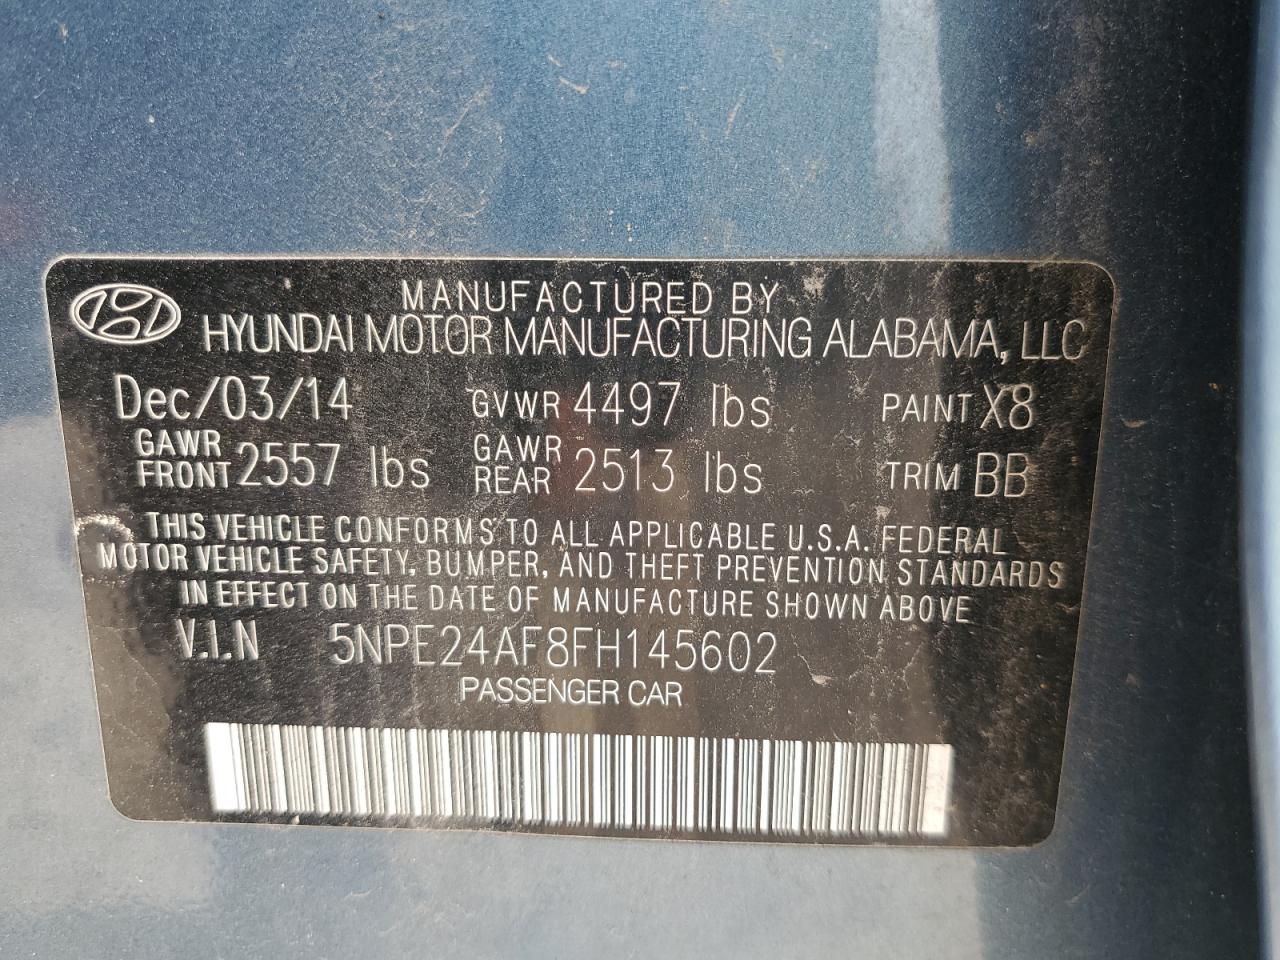 MANUFACTURED BY
HYUNDAI MOTOR MANUFACTURING ALABAMA, LLC
Dec/03/14 GVWR 4497 lbs PAINT X8
GAWR FRONT 2557 lbs GAWR REAR 2513 lbs TRIM BB
THIS VEHICLE CONFORMS TO ALL APPLICABLE U.S.A. FEDERAL
MOTOR VEHICLE SAFETY, BUMPER, AND THEFT PREVENTION STANDARDS
IN EFFECT ON THE DATE OF MANUFACTURE SHOWN ABOVE
V.I.N 5NPE24AF8FH145602
PASSENGER CAR